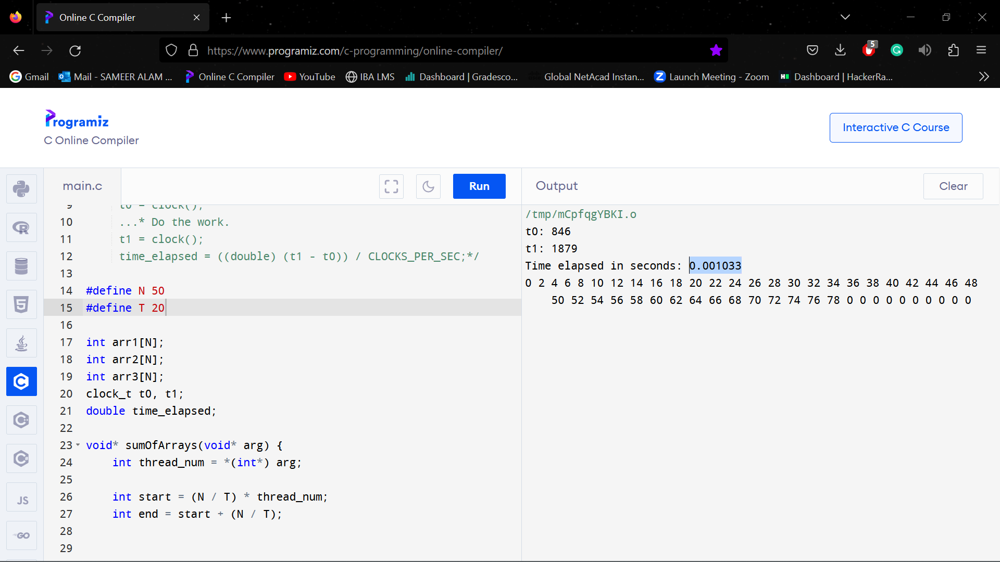 Online C Compiler
https://www.programiz.com/c-programming/online-compiler/
5
Gmail
Mail - SAMEER ALAM ...
Online C Compiler
YouTube
IBA LMS
Dashboard | Gradesco...
Global NetAcad Instan...
Launch Meeting - Zoom
Dashboard | HackerRa...
Programiz
C Online Compiler
Interactive C Course
main.c
Run
Output
Clear
9 t0 = clock();
10 ...* Do the work.
11 t1 = clock();
12 time_elapsed = ((double) (t1 - t0)) / CLOCKS_PER_SEC;*/
13
14 #define N 50
15 #define T 20
16
17 int arr1[N];
18 int arr2[N];
19 int arr3[N];
20 clock_t t0, t1;
21 double time_elapsed;
22
23 void* sumOfArrays(void* arg) {
24 int thread_num = *(int*) arg;
25
26 int start = (N / T) * thread_num;
27 int end = start + (N / T);
28
29
/tmp/mCpfqgYBKI.o
t0: 846
t1: 1879
Time elapsed in seconds: 0.001033
0 2 4 6 8 10 12 14 16 18 20 22 24 26 28 30 32 34 36 38 40 42 44 46 48
50 52 54 56 58 60 62 64 66 68 70 72 74 76 78 0 0 0 0 0 0 0 0 0 0
R
5
C
C
C
JS
GO